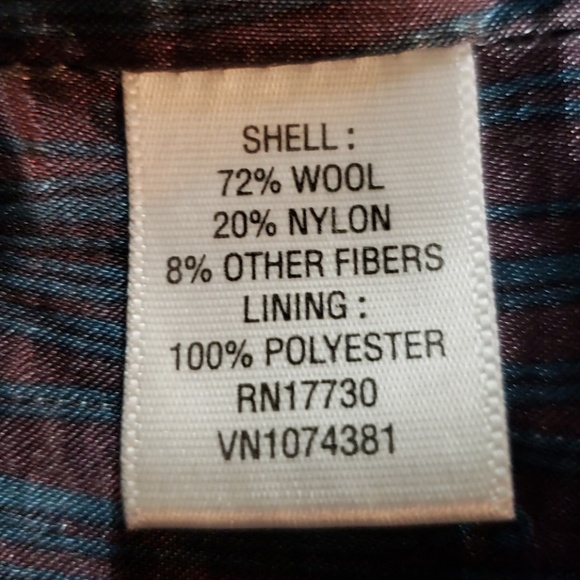 SHELL :
72% WOOL
20% NYLON
8% OTHER FIBERS
LINING :
100% POLYESTER
RN17730
VN1074381